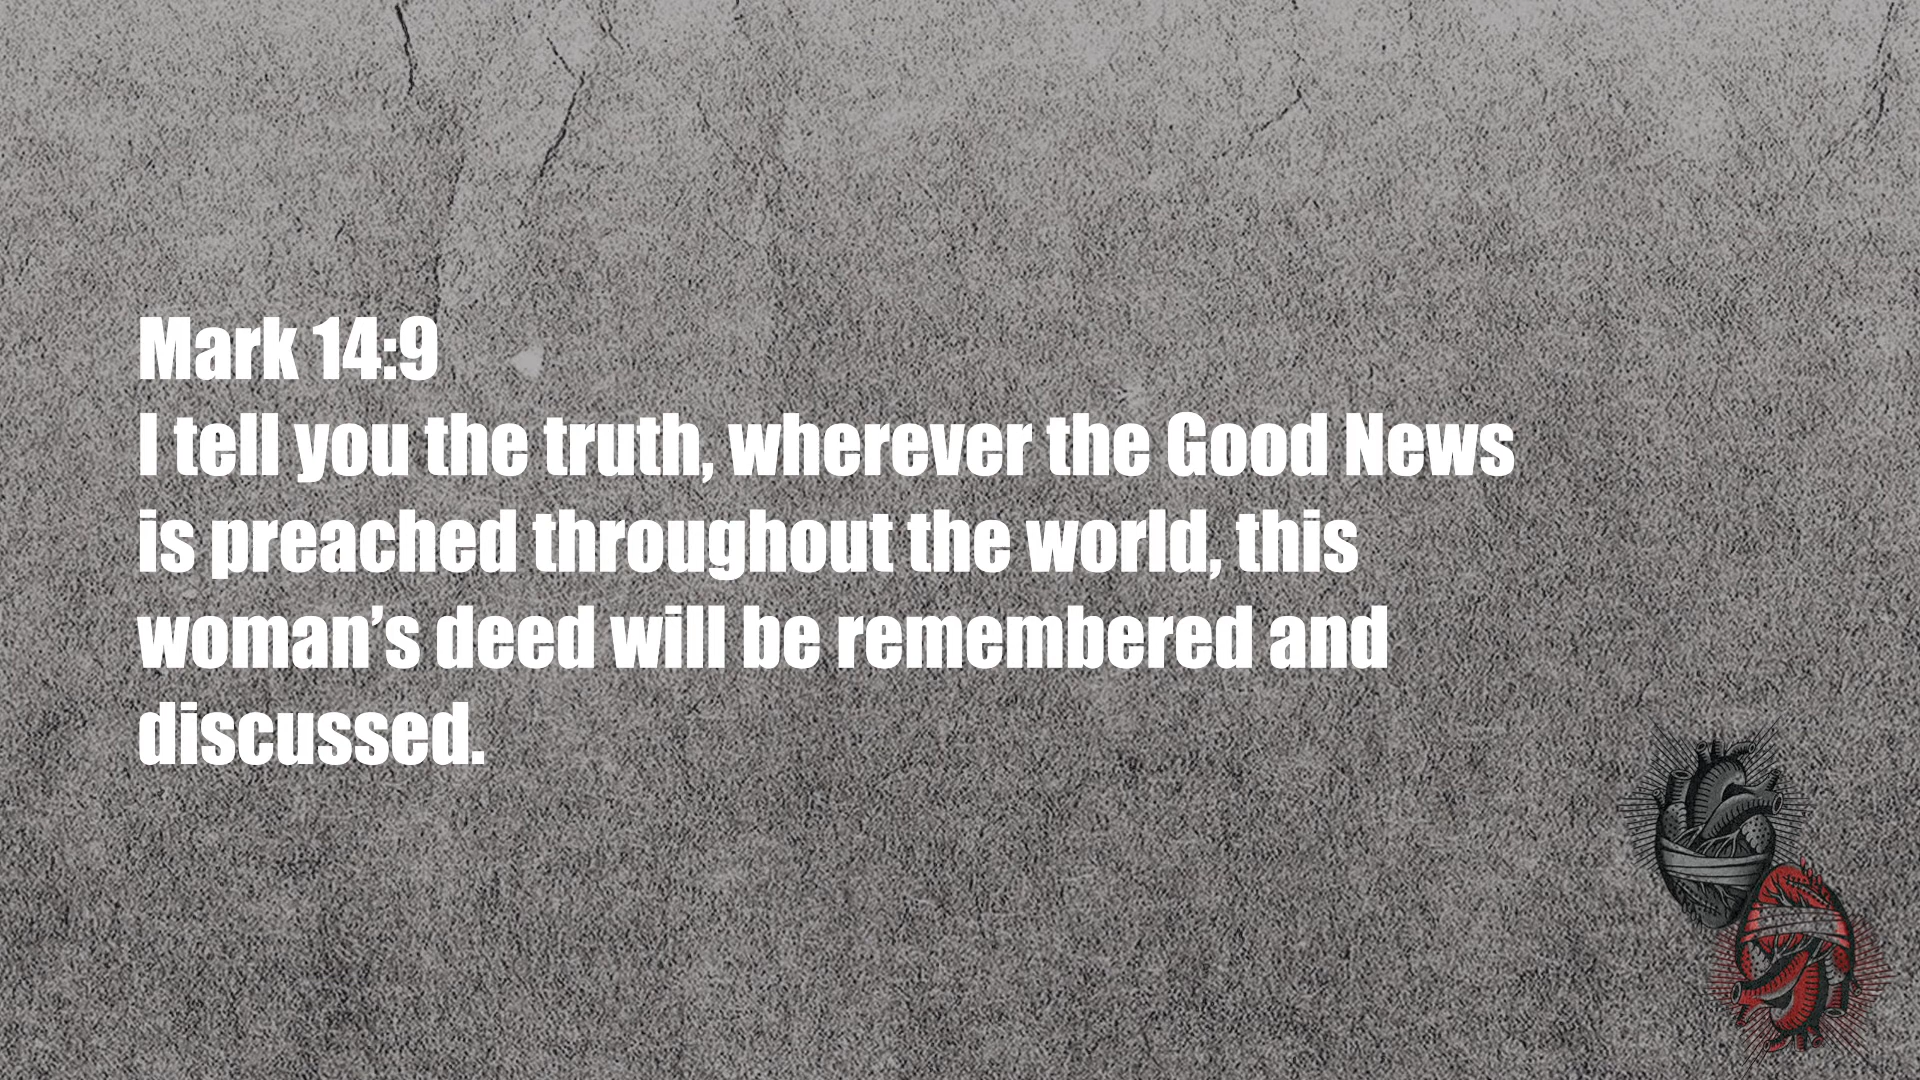 Mark 14:9
I tell you the truth, wherever the Good News
is preached throughout the world, this
woman’s deed will be remembered and
discussed.